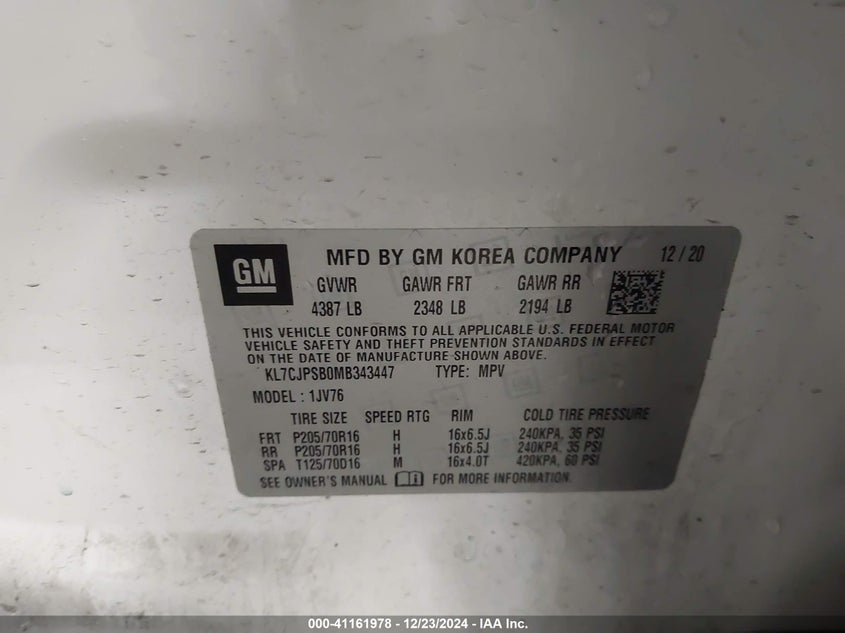 GM
MFD BY GM KOREA COMPANY 12 / 20
GVWR GAWR FRT GAWR RR
4387 LB 2348 LB 2194 LB
THIS VEHICLE CONFORMS TO ALL APPLICABLE U.S. FEDERAL MOTOR
VEHICLE SAFETY AND THEFT PREVENTION STANDARDS IN EFFECT
ON THE DATE OF MANUFACTURE SHOWN ABOVE.
KL7CJPSB0MB343447 TYPE: MPV
MODEL : 1JV76
TIRE SIZE SPEED RTG RIM COLD TIRE PRESSURE
FRT P205/70R16 H 16x6.5J 240KPA, 35 PSI
RR P205/70R16 H 16x6.5J 240KPA, 35 PSI
SPA T125/70D16 M 16x4.0T 420KPA, 60 PSI
SEE OWNER'S MANUAL FOR MORE INFORMATION.
000-41161978 - 12/23/2024 - IAA Inc.